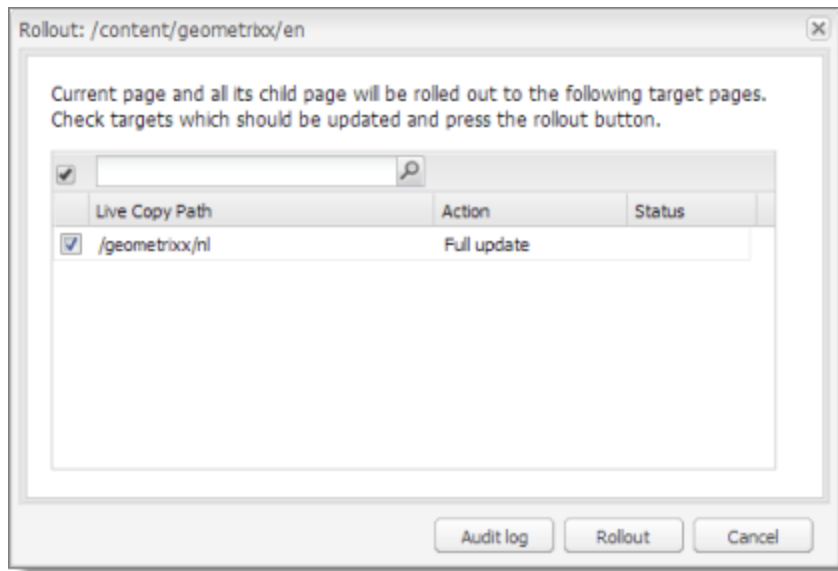 Rollout: /content/geometrixx/en
Current page and all its child page will be rolled out to the following target pages.
Check targets which should be updated and press the rollout button.
Live Copy Path Action Status
/geometrixx/nl Full update
Audit log Rollout Cancel